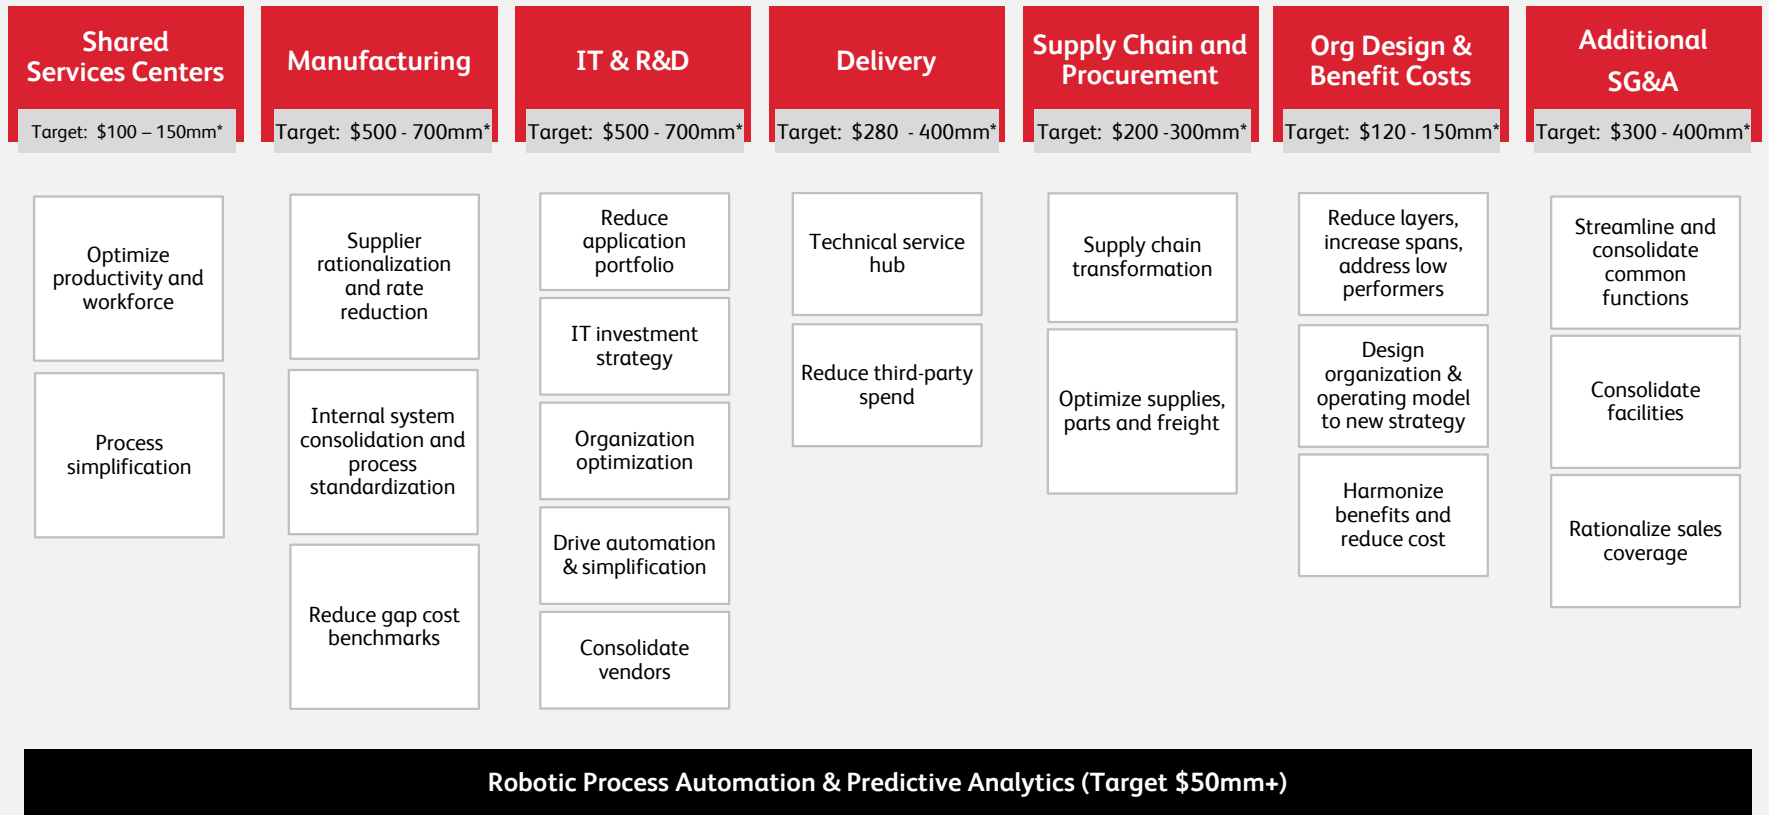 Shared
Services Centers
Target:  $100 – 150mm*
Optimize
productivity and
workforce
Process
simplification
Manufacturing
Target:  $500 - 700mm*
Supplier
rationalization
and rate
reduction
Internal system
consolidation and
process
standardization
Reduce gap cost
benchmarks
IT & R&D
Target:  $500 - 700mm*
Reduce
application
portfolio
IT investment
strategy
Organization
optimization
Drive automation
& simplification
Consolidate
vendors
Delivery
Target:  $280  - 400mm*
Technical service
hub
Reduce third-party
spend
Supply Chain and
Procurement
Target:  $200 -300mm*
Supply chain
transformation
Optimize supplies,
parts and freight
Org Design &
Benefit Costs
Target:  $120 - 150mm*
Reduce layers,
increase spans,
address low
performers
Design
organization &
operating model
to new strategy
Harmonize
benefits and
reduce cost
Additional
SG&A
Target:  $300 - 400mm*
Streamline and
consolidate
common
functions
Consolidate
facilities
Rationalize sales
coverage
Robotic Process Automation & Predictive Analytics (Target $50mm+)